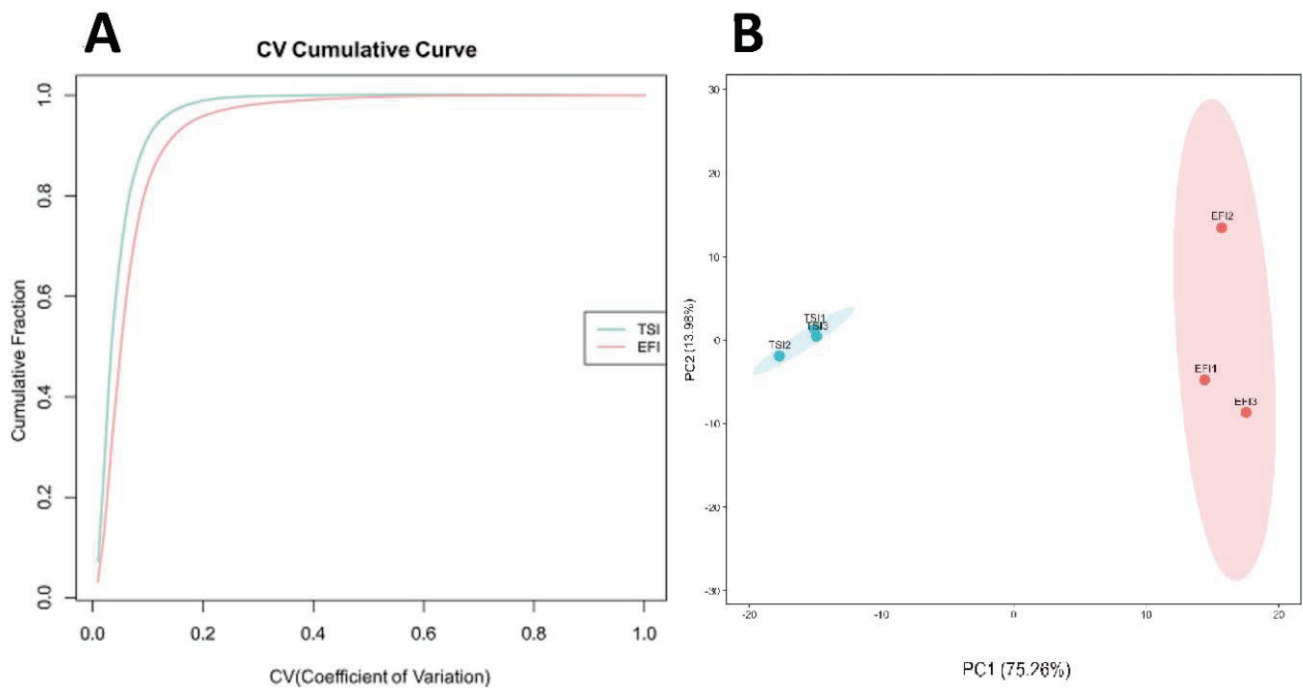 A
CV Cumulative Curve
Cumulative Fraction
1.0
0.8
0.6
0.4
0.2
0.0
TSI
EFI
0.0 0.2 0.4 0.6 0.8 1.0
CV(Coefficient of Variation)
B
PC2 (13.98%)
30
20
10
0
-10
-20
-30
EFI2
TSI1
TSI3
TSI2
EFI1
EFI3
-20 -10 0 10 20
PC1 (75.26%)